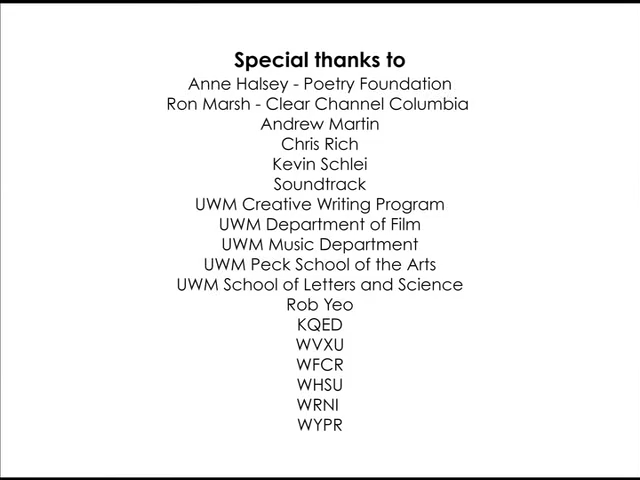 Special thanks to
Anne Halsey - Poetry Foundation
Ron Marsh - Clear Channel Columbia
Andrew Martin
Chris Rich
Kevin Schlei
Soundtrack
UWM Creative Writing Program
UWM Department of Film
UWM Music Department
UWM Peck School of the Arts
UWM School of Letters and Science
Rob Yeo
KQED
WVXU
WFCR
WHSU
WRNI
WYPR